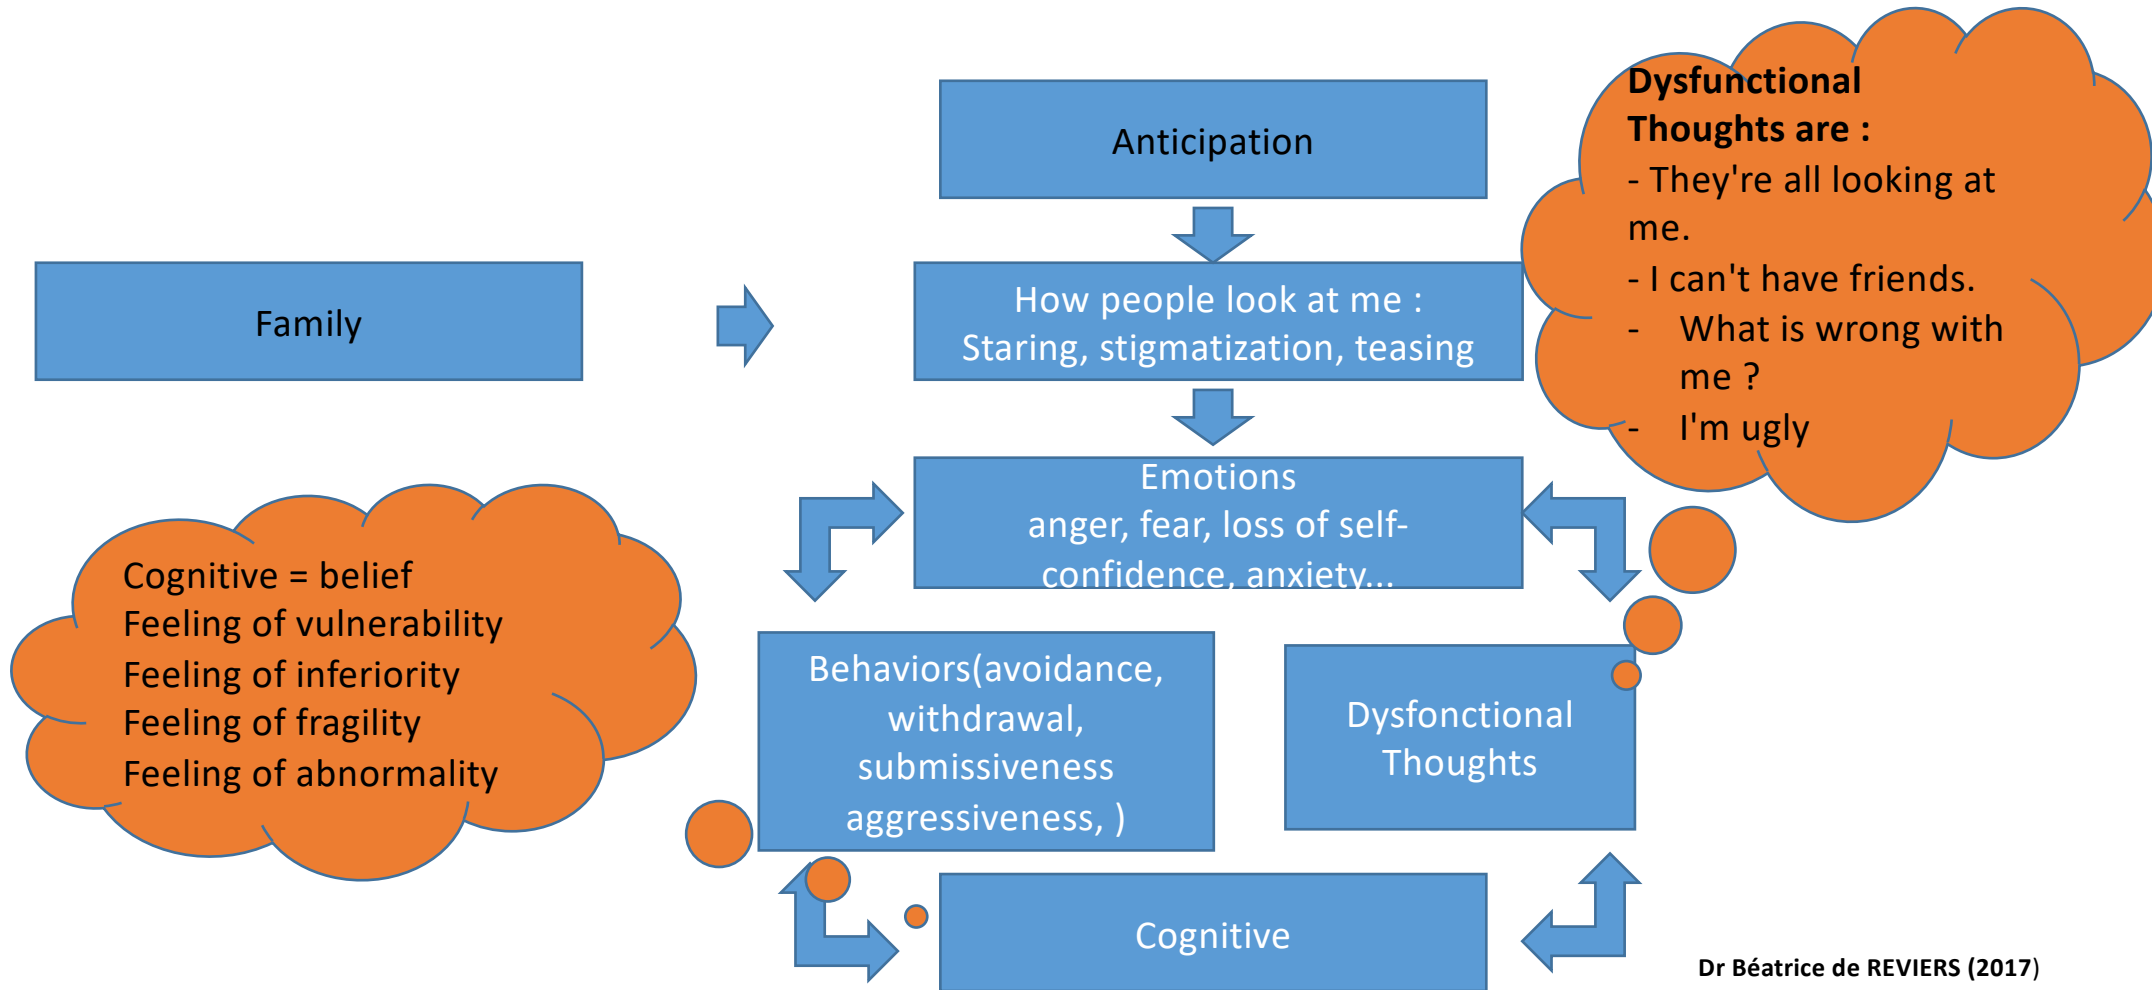 Anticipation
Family
How people look at me :
Staring, stigmatization, teasing
Dysfunctional
Thoughts are :
- They're all looking at
me.
- I can't have friends.
- What is wrong with
me ?
- I'm ugly
Emotions
anger, fear, loss of self-
confidence, anxiety...
Cognitive = belief
Feeling of vulnerability
Feeling of inferiority
Feeling of fragility
Feeling of abnormality
Behaviors(avoidance,
withdrawal,
submissiveness
aggressiveness, )
Dysfonctional
Thoughts
Cognitive
Dr Béatrice de REVIERS (2017)